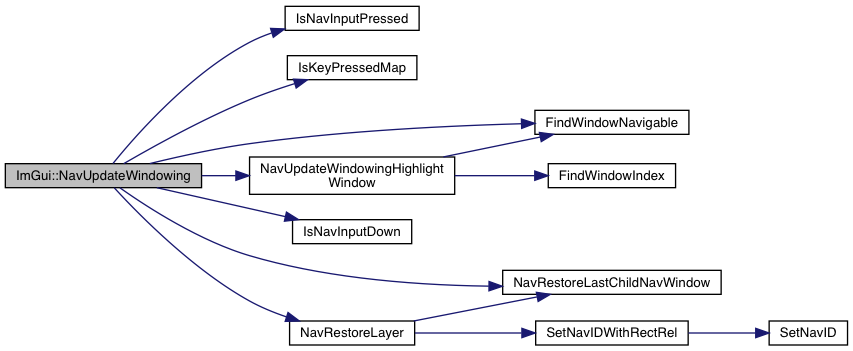 IsNavInputPressed
IsKeyPressedMap
FindWindowNavigable
ImGui::NavUpdateWindowing
NavUpdateWindowingHighlight
Window
FindWindowIndex
IsNavInputDown
NavRestoreLastChildNavWindow
NavRestoreLayer
SetNavIDWithRectRel
SetNavID